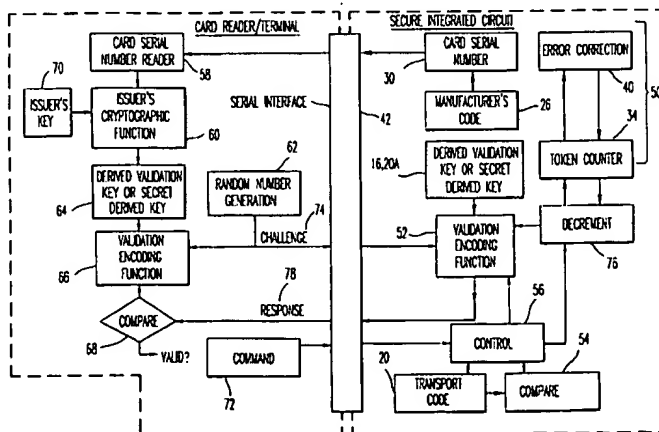 CARD READER/TERMINAL
SECURE INTEGRATED CIRCUIT
70
CARD SERIAL
NUMBER READER
58
ISSUER'S
KEY
ISSUER'S
CRYPTOGRAPHIC
FUNCTION
60
SERIAL INTERFACE
42
CARD SERIAL
NUMBER
30
MANUFACTURER'S
CODE
26
ERROR CORRECTION
40
50
34
TOKEN COUNTER
62
RANDOM NUMBER
GENERATION
64
DERIVED VALIDATION
KEY OR SECRET
DERIVED KEY
74
CHALLENGE
16,20A
DERIVED VALIDATION
KEY OR SECRET
DERIVED KEY
DECREMENT
76
66
VALIDATION
ENCODING
FUNCTION
52
VALIDATION
ENCODING
FUNCTION
78
RESPONSE
COMPARE
68
VALID?
COMMAND
72
56
CONTROL
54
20
TRANSPORT
CODE
COMPARE